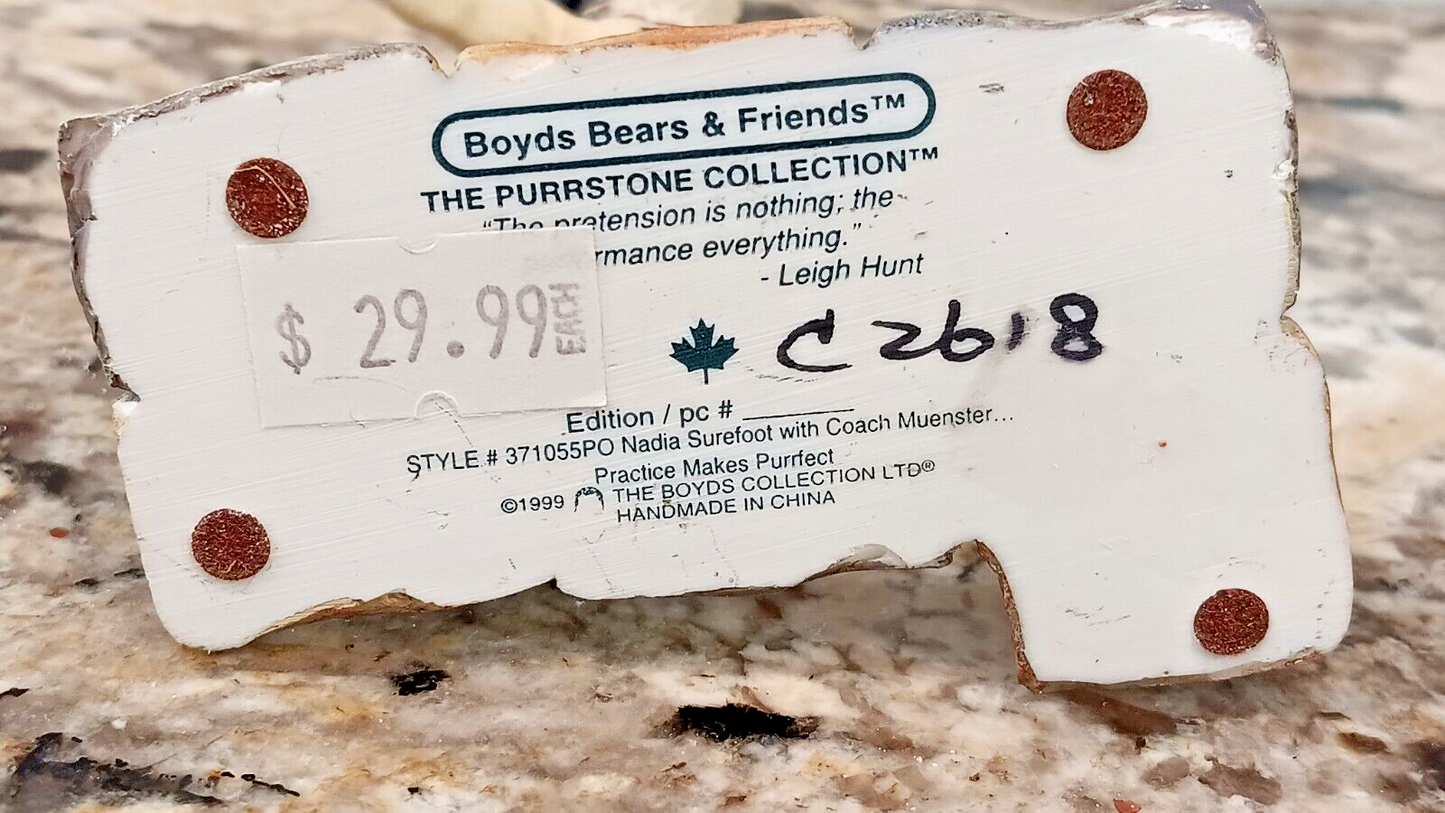 Boyds Bears & Friends™
THE PURRSTONE COLLECTION™
"The pretension is nothing; the
rmance everything."
- Leigh Hunt
$ 29.99 EACH
C 2618
Edition / pc # ________
STYLE # 371055PO Nadia Surefoot with Coach Muenster...
Practice Makes Purrfect
©1999 THE BOYDS COLLECTION LTD®
HANDMADE IN CHINA